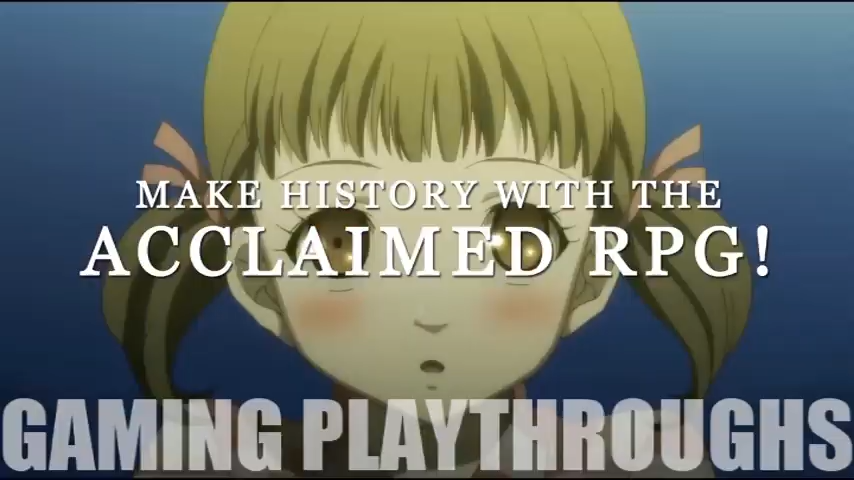 MAKE HISTORY WITH THE
ACCLAIMED RPG!
GAMING PLAYTHROUGHS